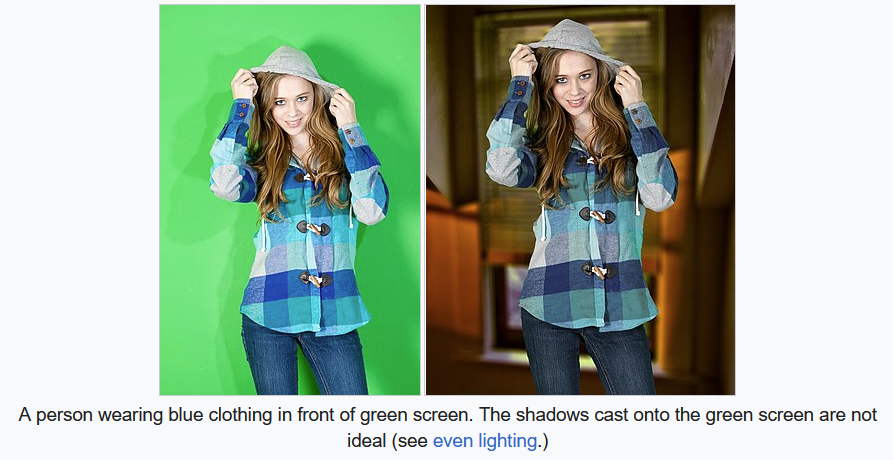 A person wearing blue clothing in front of green screen. The shadows cast onto the green screen are not
ideal (see even lighting.)